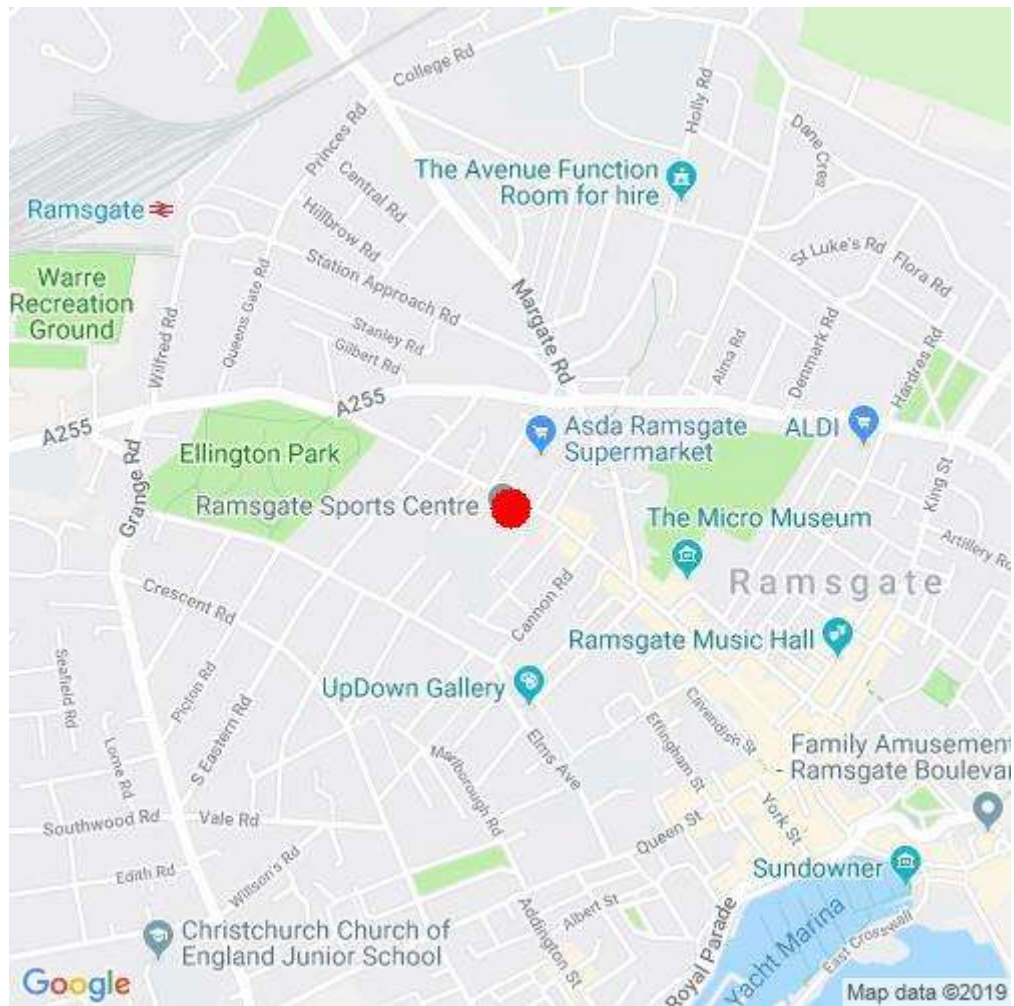 College Rd
Princes Rd
Holly Rd
Dane Cres
The Avenue Function
Room for hire
Central Rd
Hillbrow Rd
Ramsgate
St Luke's Rd
Flora Rd
Station Approach Rd
Warre
Recreation
Ground
Queens Gate Rd
Wilfred Rd
Margate Rd
Stanley Rd
Gilbert Rd
Alma Rd
Denmark Rd
Hardres Rd
A255
A255
Asda Ramsgate
Supermarket
ALDI
Ellington Park
Grange Rd
King St
Ramsgate Sports Centre
The Micro Museum
Artillery Rd
Ramsgate
Crescent Rd
Cannon Rd
Ramsgate Music Hall
Seafield Rd
Picton Rd
UpDown Gallery
S Eastern Rd
Lorne Rd
Elms Ave
Effingham St
Cavendish St
Family Amusement
- Ramsgate Boulevar
Marlborough Rd
York St
Southwood Rd
Vale Rd
Queen St
Edith Rd
Willson's Rd
Sundowner
Addington St
Albert St
Royal Parade
Yacht Marina
East Crosswall
Christchurch Church of
England Junior School
Google
Map data ©2019